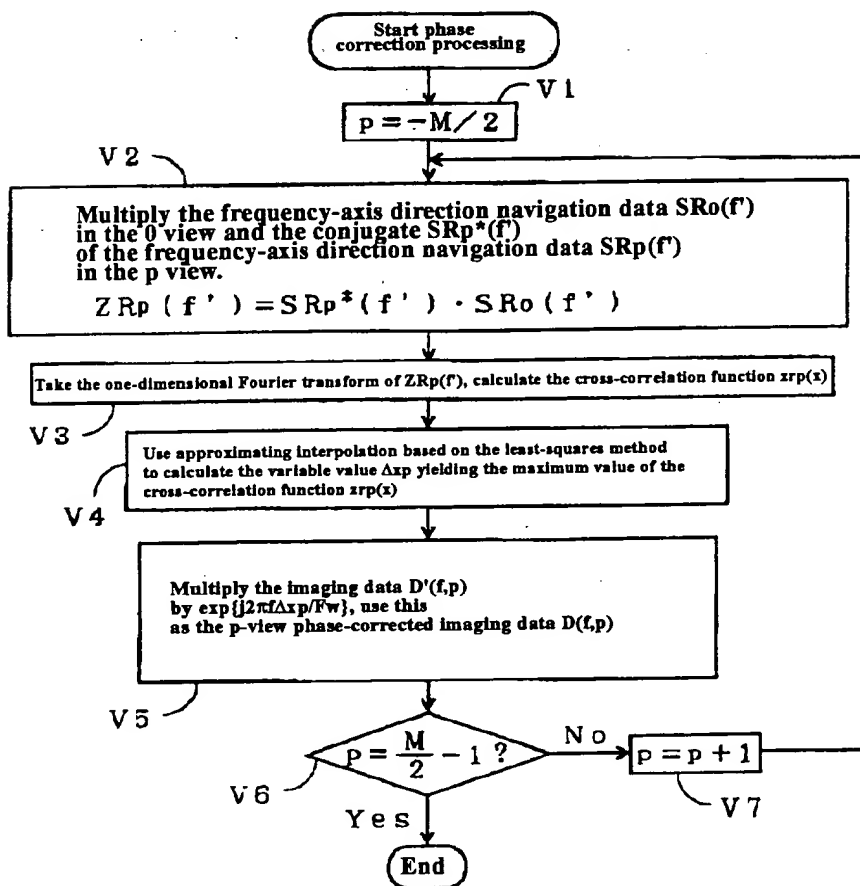 Start phase
correction processing
V1
p = -M/2
V2
Multiply the frequency-axis direction navigation data SRo(f')
in the 0 view and the conjugate SRp*(f')
of the frequency-axis direction navigation data SRp(f')
in the p view.
ZRp(f') = SRp*(f') · SRo(f')
Take the one-dimensional Fourier transform of ZRp(f'), calculate the cross-correlation function zrp(x)
V3
Use approximating interpolation based on the least-squares method
to calculate the variable value Δxp yielding the maximum value of the
cross-correlation function zrp(x)
V4
Multiply the imaging data D'(f,p)
by exp{j2πfΔxp/Fw}, use this
as the p-view phase-corrected imaging data D(f,p)
V5
p = M/2 - 1 ?
No
p = p + 1
V6
V7
Yes
End